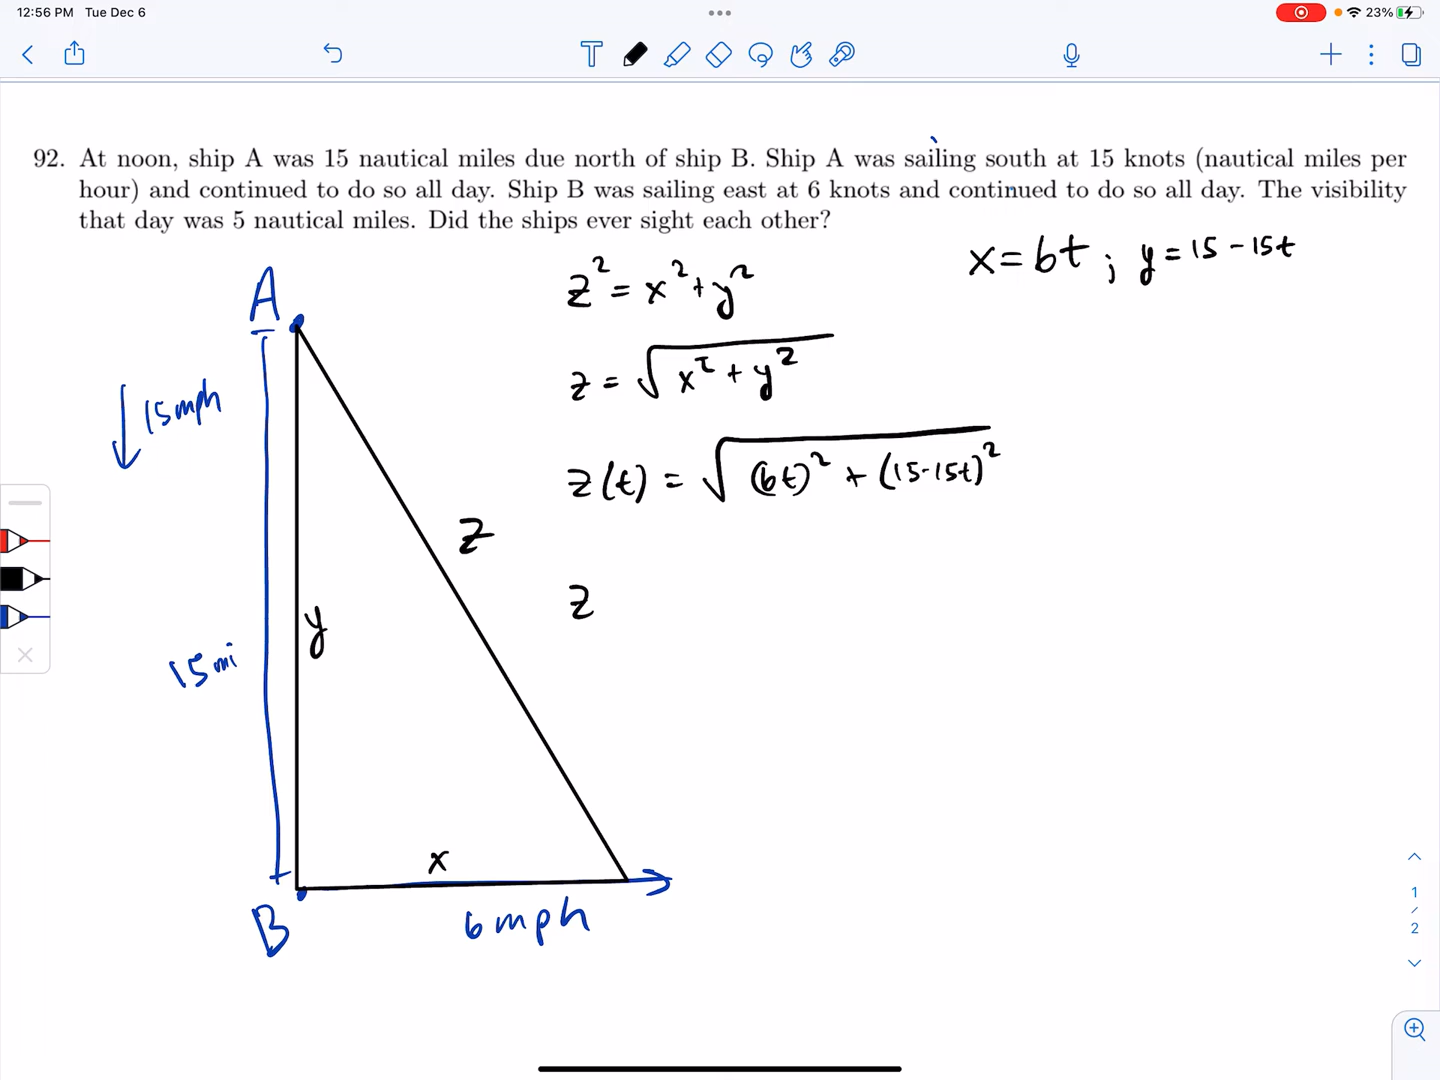 12:56 PM Tue Dec 6
23%
92. At noon, ship A was 15 nautical miles due north of ship B. Ship A was sailing south at 15 knots (nautical miles per
hour) and continued to do so all day. Ship B was sailing east at 6 knots and continued to do so all day. The visibility
that day was 5 nautical miles. Did the ships ever sight each other?
x = 6t ; y = 15 - 15t
z² = x² + y²
z = √(x² + y²)
z(t) = √((6t)² + (15-15t)²)
z
A
15mph
z
y
15mi
x
B
6mph
1
/
2